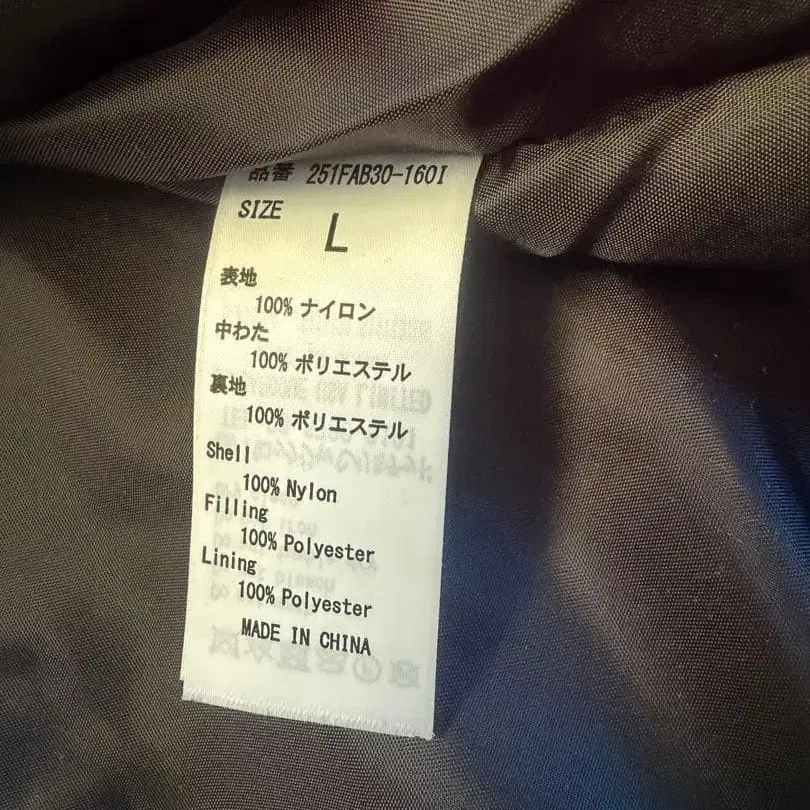 品番 251FAB30-160I
SIZE
L
表地
100% ナイロン
中わた
100% ポリエステル
裏地
100% ポリエステル
Shell
100% Nylon
Filling
100% Polyester
Lining
100% Polyester
MADE IN CHINA